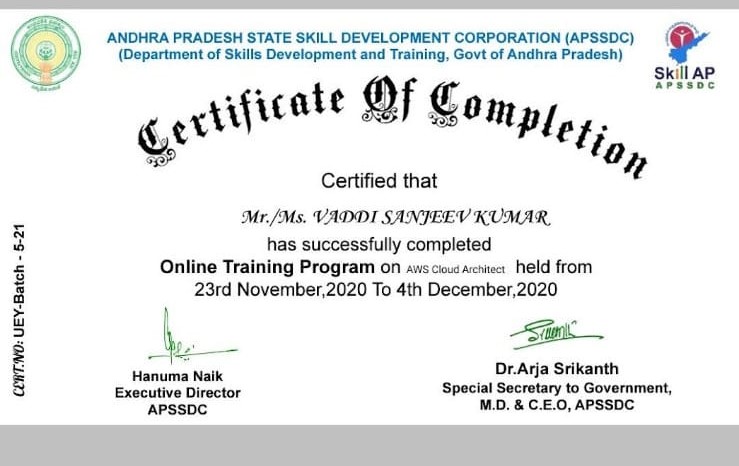 ANDHRA PRADESH STATE SKILL DEVELOPMENT CORPORATION (APSSDC)
(Department of Skills Development and Training, Govt of Andhra Pradesh)
Skill AP
APSSDC
Certificate Of Completion
Certified that
Mr./Ms. VADDI SANJEEV KUMAR
has successfully completed
Online Training Program on AWS Cloud Architect held from
23rd November,2020 To 4th December,2020
CERT.NO: UEY-Batch - 5-21
Hanuma Naik
Executive Director
APSSDC
Dr.Arja Srikanth
Special Secretary to Government,
M.D. & C.E.O, APSSDC